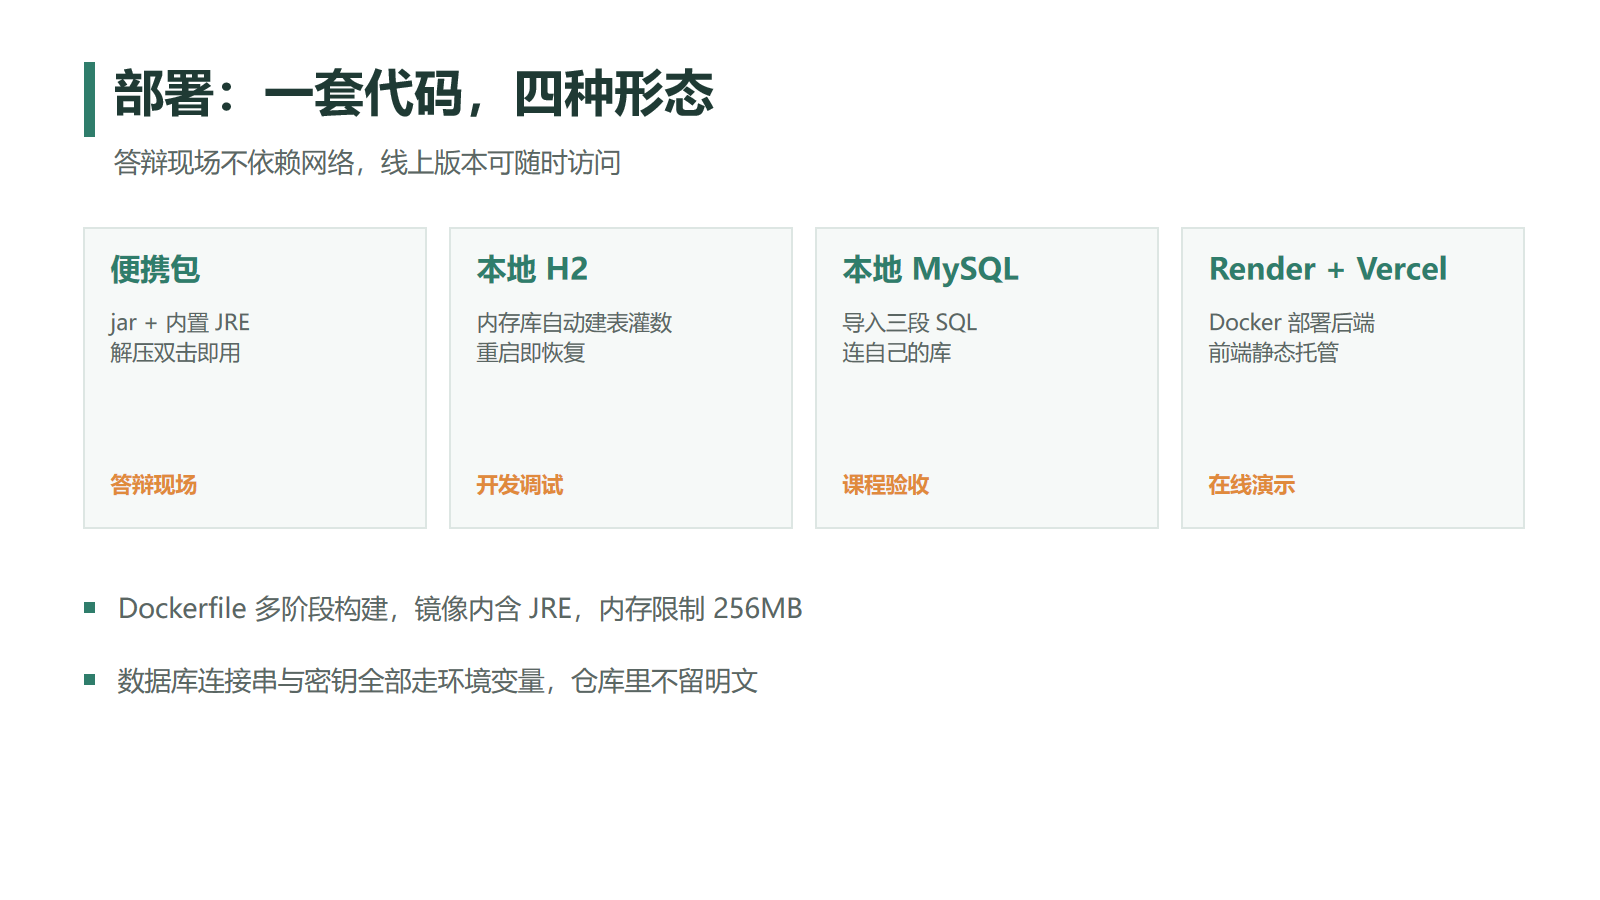 部署：一套代码，四种形态
答辩现场不依赖网络，线上版本可随时访问
便携包
jar + 内置 JRE
解压双击即用
答辩现场
本地 H2
内存库自动建表灌数
重启即恢复
开发调试
本地 MySQL
导入三段 SQL
连自己的库
课程验收
Render + Vercel
Docker 部署后端
前端静态托管
在线演示
Dockerfile 多阶段构建，镜像内含 JRE，内存限制 256MB
数据库连接串与密钥全部走环境变量，仓库里不留明文